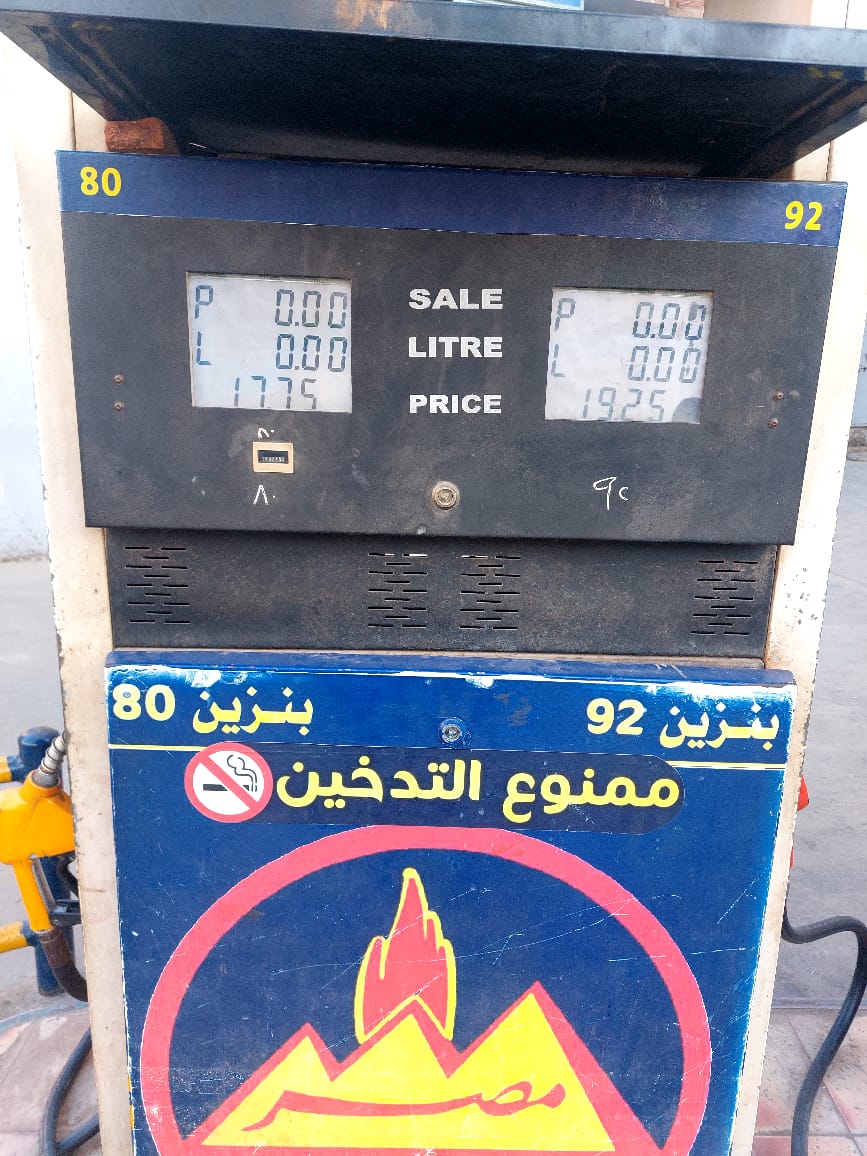 80 92
P 0.00 SALE P 0.00
L 0.00 LITRE L 0.00
17.75 PRICE 19.25
٨٠
٨٠ ٩٢
بنزين 80 بنزين 92
ممنوع التدخين
مصر